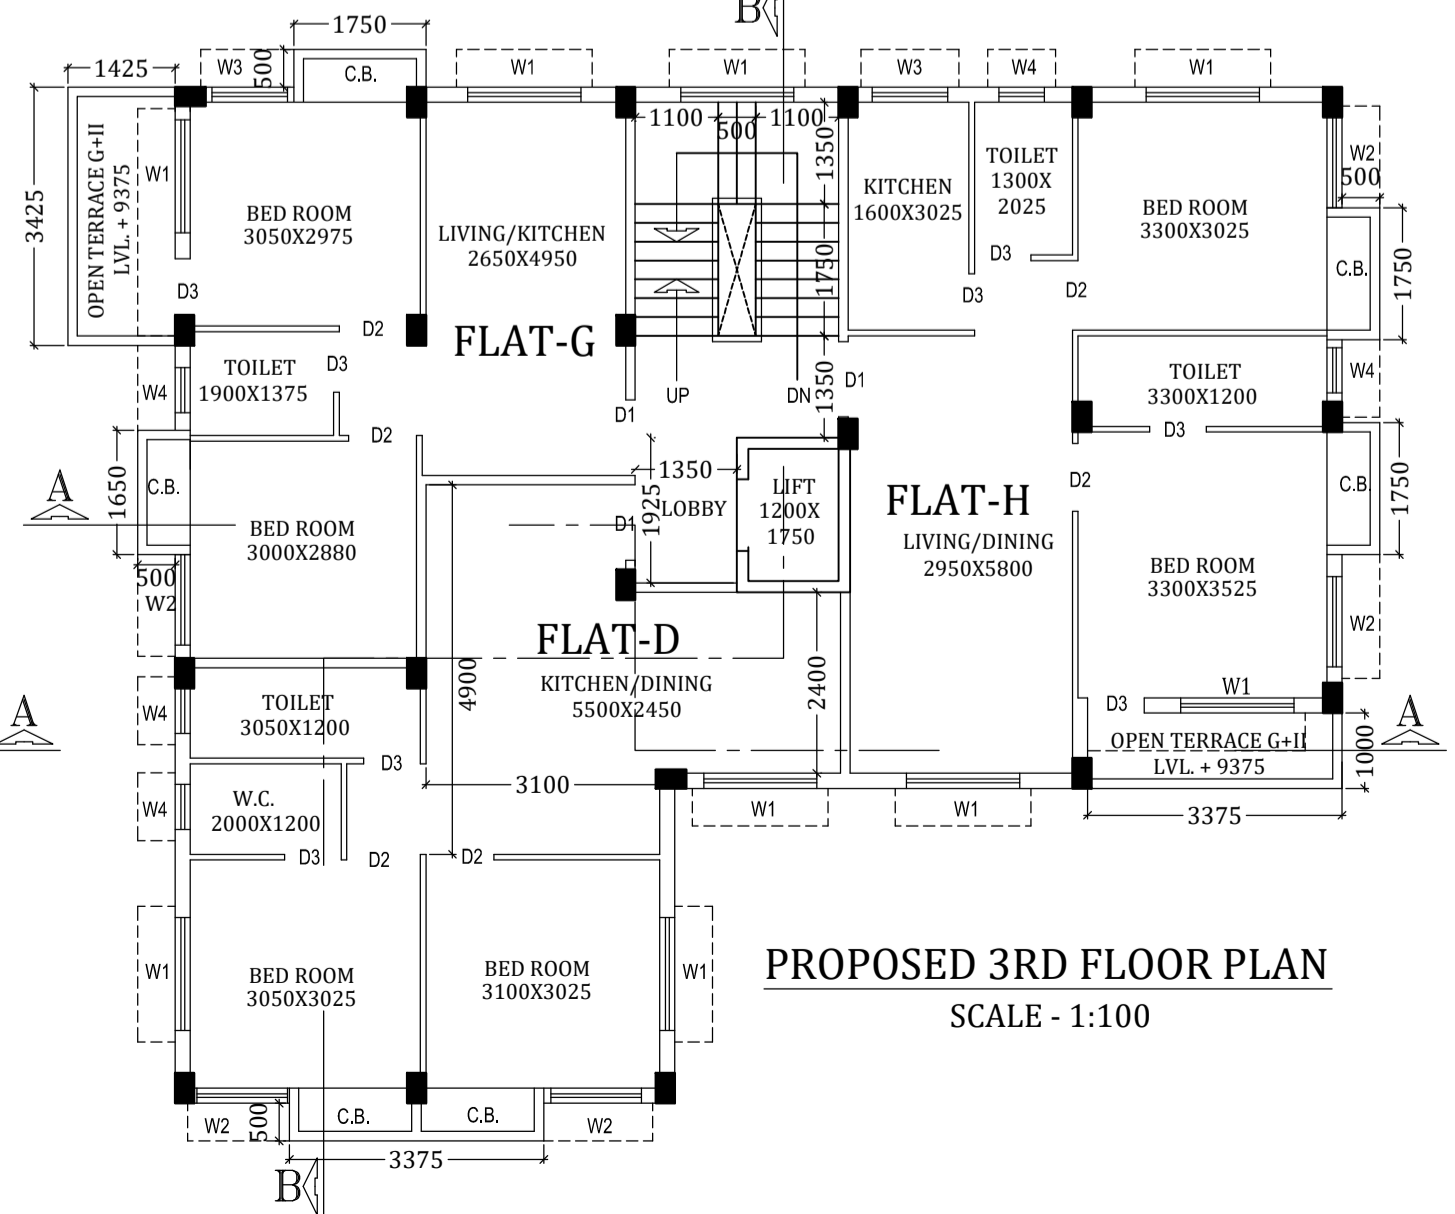 B
1750
1425
W3
500
C.B.
W1
W1
W3
W4
W1
1100
500
1100
1350
W2
500
OPEN TERRACE G+II
LVL. + 9375
W1
3425
BED ROOM
3050X2975
LIVING/KITCHEN
2650X4950
KITCHEN
1600X3025
TOILET
1300X
2025
BED ROOM
3300X3025
D3
D3
D3
D2
1750
C.B.
1750
D2
FLAT-G
TOILET
1900X1375
D3
W4
UP
DN
1350
D1
D1
TOILET
3300X1200
W4
D2
D3
1650
C.B.
A
1350
1925
LOBBY
D1
LIFT
1200X
1750
FLAT-H
LIVING/DINING
2950X5800
D2
C.B.
1750
BED ROOM
3000X2880
500
W2
BED ROOM
3300X3525
W2
FLAT-D
KITCHEN/DINING
5500X2450
4900
2400
TOILET
3050X1200
W4
A
W1
D3
OPEN TERRACE G+II
LVL. + 9375
1000
A
3375
D3
3100
W.C.
2000X1200
W4
W1
W1
D3
D2
D2
W1
BED ROOM
3050X3025
BED ROOM
3100X3025
W1
PROPOSED 3RD FLOOR PLAN
SCALE - 1:100
W2
500
C.B.
C.B.
W2
3375
B